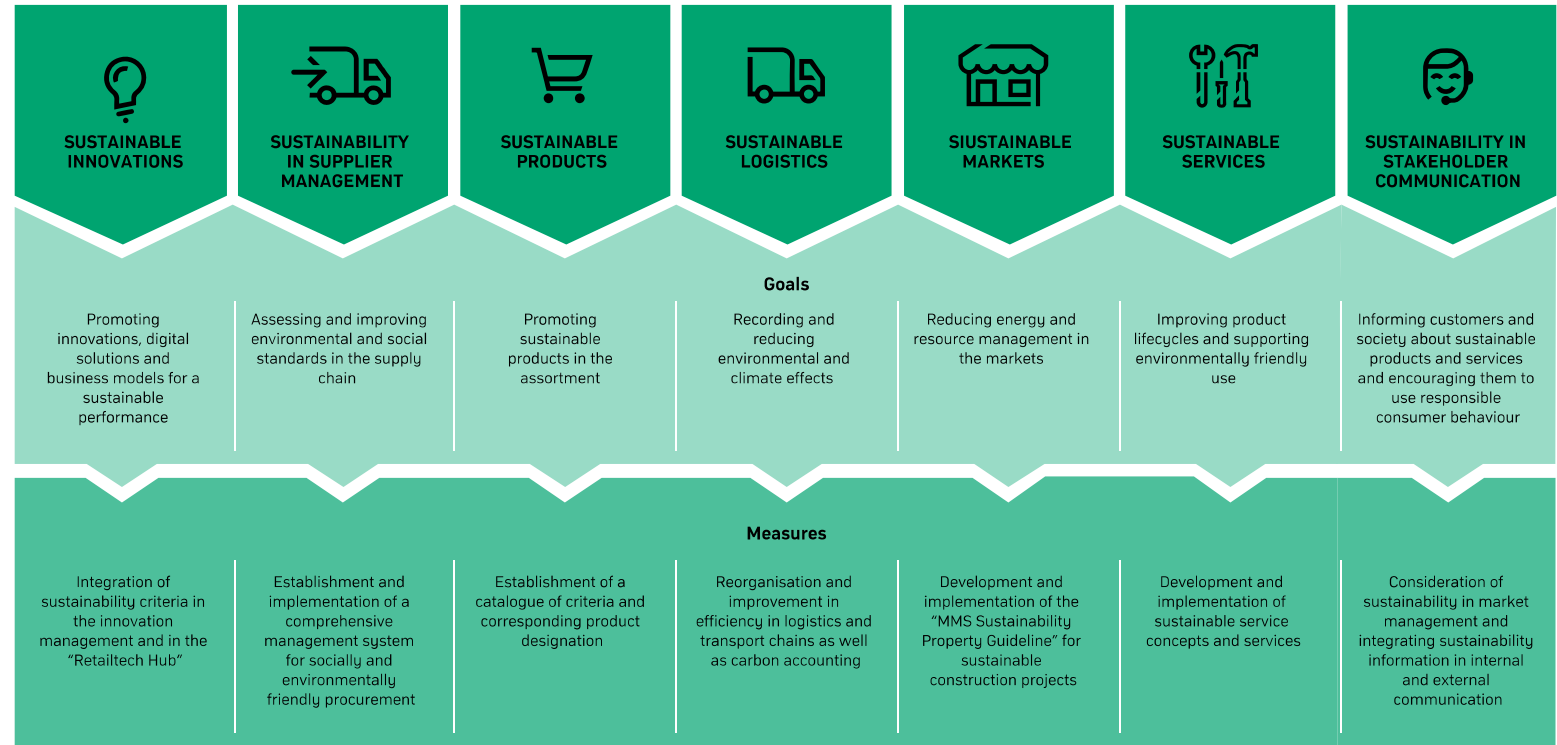 SUSTAINABLE
INNOVATIONS
SUSTAINABILITY
IN SUPPLIER
MANAGEMENT
SUSTAINABLE
PRODUCTS
SUSTAINABLE
LOGISTICS
SIUSTAINABLE
MARKETS
SUSTAINABLE
SERVICES
SUSTAINABILITY IN
STAKEHOLDER
COMMUNICATION
Goals
Promoting
innovations, digital
solutions and
business models for a
sustainable
performance
Assessing and improving
environmental and social
standards in the supply
chain
Promoting
sustainable
products in the
assortment
Recording and
reducing
environmental and
climate effects
Reducing energy and
resource management in
the markets
Improving product
lifecycles and supporting
environmentally friendly
use
Informing customers and
society about sustainable
products and services
and encouraging them to
use responsible
consumer behaviour
Measures
Integration of
sustainability criteria in
the innovation
management and in the
“Retailtech Hub”
Establishment and
implementation of a
comprehensive
management system
for socially and
environmentally
friendly procurement
Establishment of a
catalogue of criteria and
corresponding product
designation
Reorganisation and
improvement in
efficiency in logistics and
transport chains as well
as carbon accounting
Development and
implementation of the
“MMS Sustainability
Property Guideline” for
sustainable
construction projects
Development and
implementation of
sustainable service
concepts and services
Consideration of
sustainability in market
management and
integrating sustainability
information in internal
and external
communication